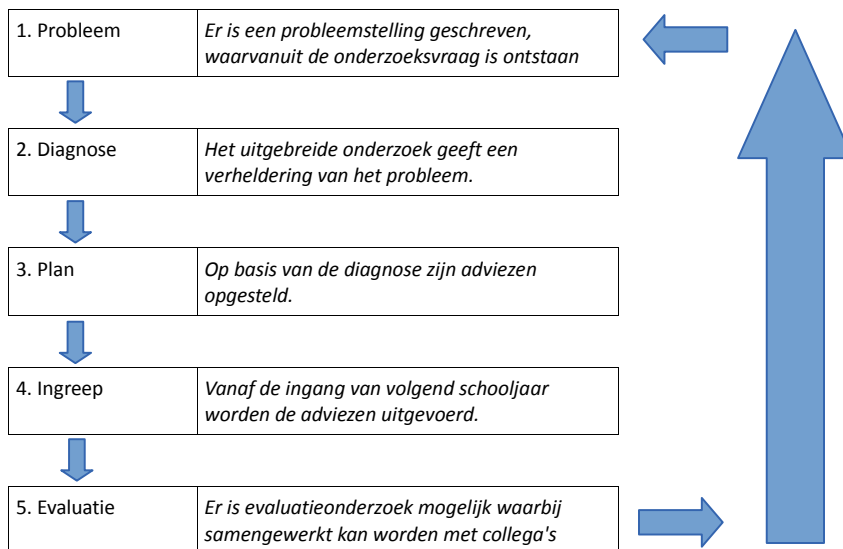 1. Probleem
Er is een probleemstelling geschreven,
waarvanuit de onderzoeksvraag is ontstaan
2. Diagnose
Het uitgebreide onderzoek geeft een
verheldering van het probleem.
3. Plan
Op basis van de diagnose zijn adviezen
opgesteld.
4. Ingreep
Vanaf de ingang van volgend schooljaar
worden de adviezen uitgevoerd.
5. Evaluatie
Er is evaluatieonderzoek mogelijk waarbij
samengewerkt kan worden met collega's